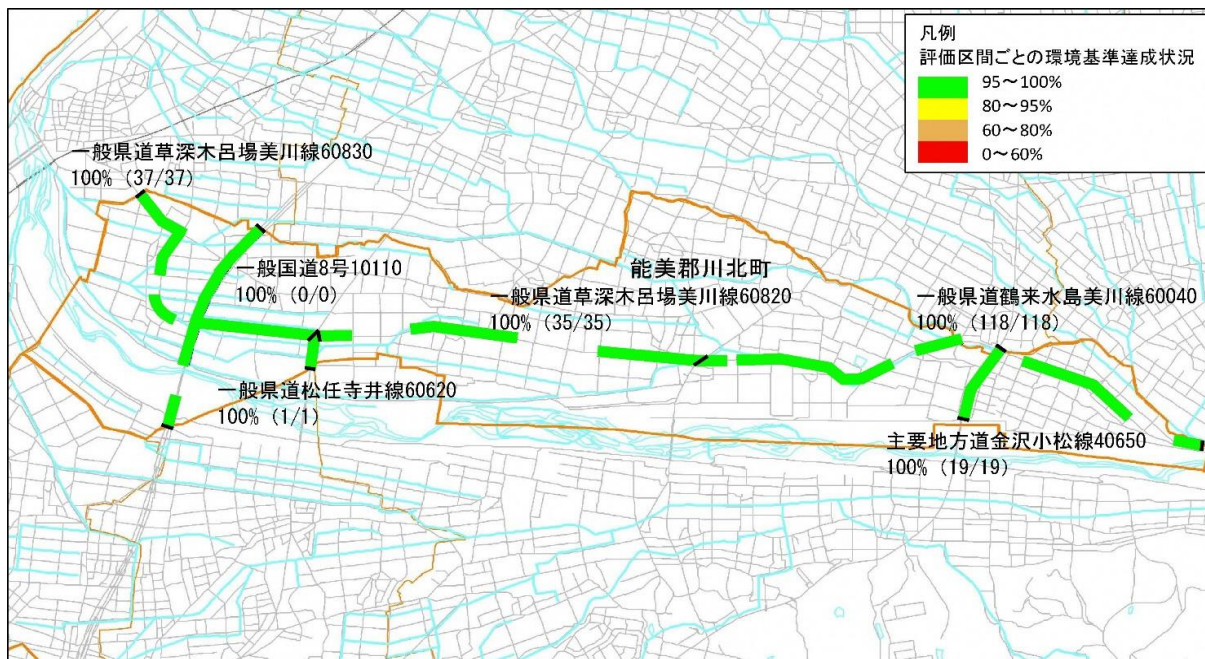 凡例
評価区間ごとの環境基準達成状況
95～100%
80～95%
60～80%
0～60%
一般県道草深木呂場美川線60830
100% (37/37)
一般国道8号10110
100% (0/0)
能美郡川北町
一般県道草深木呂場美川線60820
100% (35/35)
一般県道鶴来水島美川線60040
100% (118/118)
一般県道松任寺井線60620
100% (1/1)
主要地方道金沢小松線40650
100% (19/19)